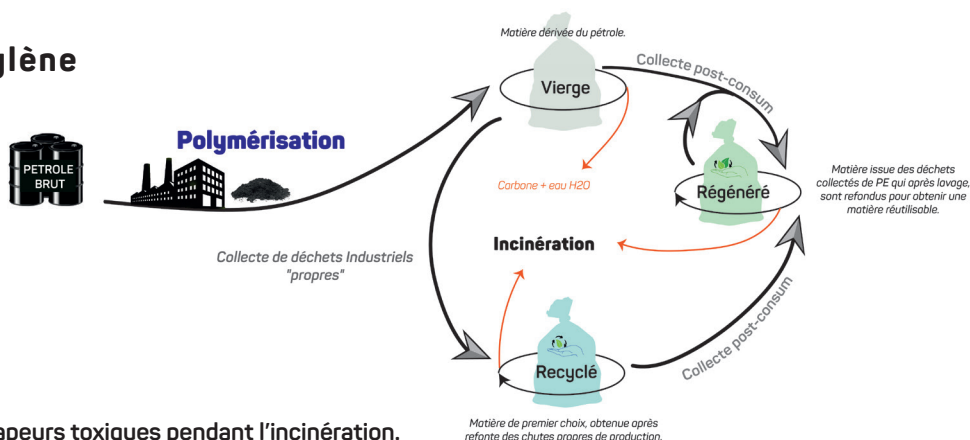 Matière dérivée du pétrole.
Collecte post-consum
Vierge
Polymérisation
PETROLE
BRUT
Carbone + eau H2O
Régénéré
Matière issue des déchets
collectés de PE qui après lavage,
sont refondus pour obtenir une
matière réutilisable.
Incinération
Collecte de déchets Industriels
"propres"
Collecte post-consum
Recyclé
Matière de premier choix, obtenue après
refonte des chutes propres de production.
pendant l'incinération.
toxiques